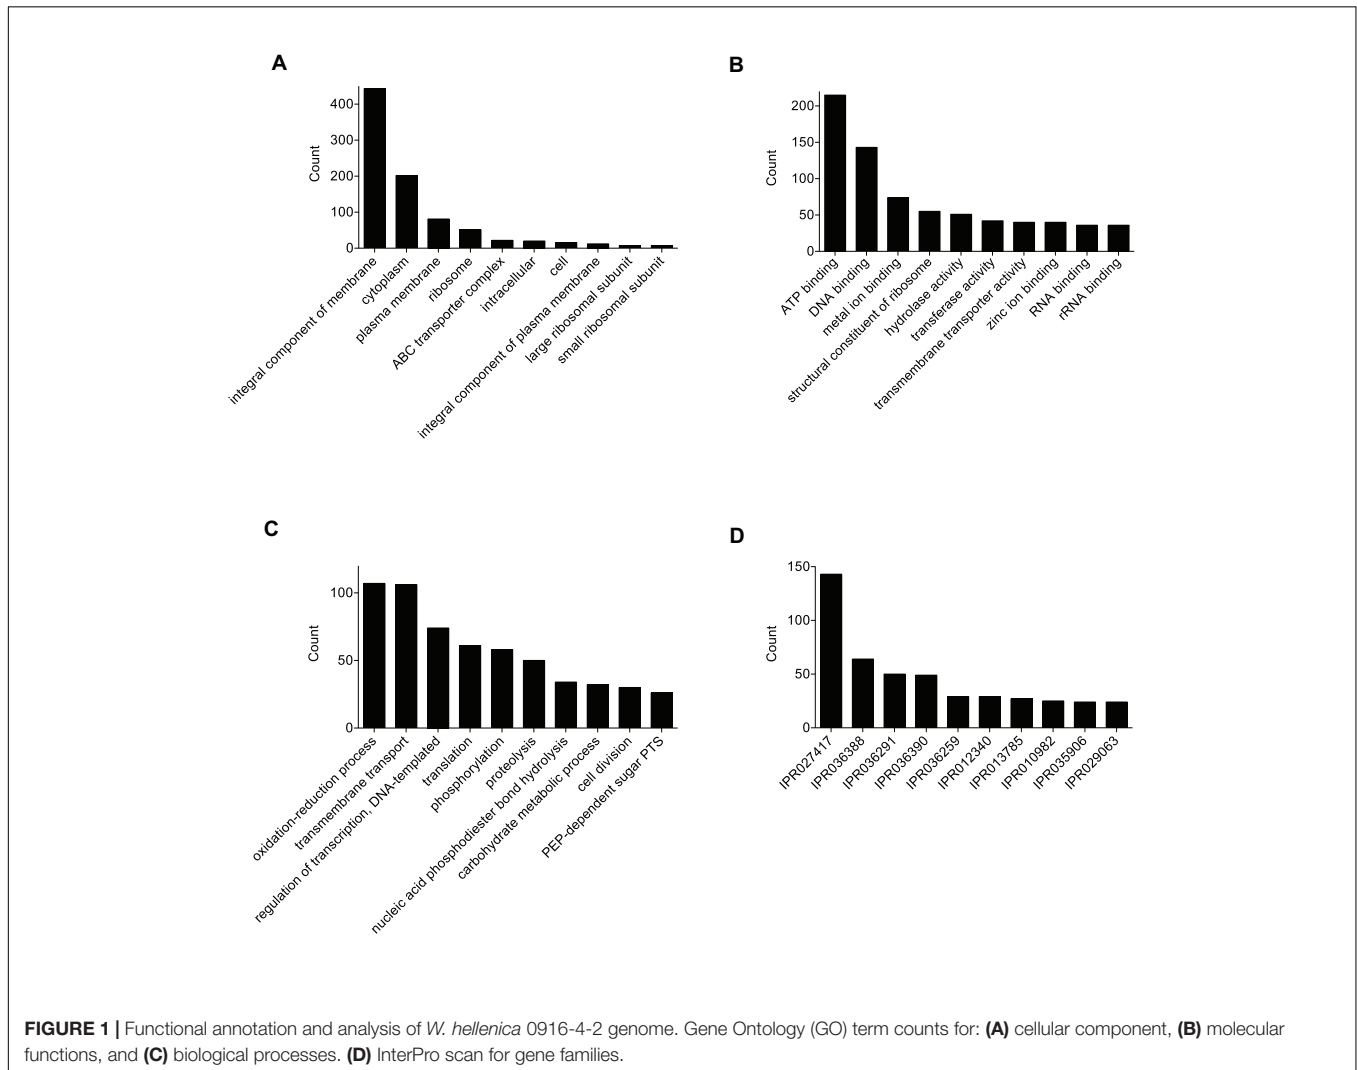 A
Count
400
300
200
100
0
integral component of membrane
cytoplasm
plasma membrane
ribosome
ABC transporter complex
intracellular
cell
integral component of plasma membrane
large ribosomal subunit
small ribosomal subunit
B
Count
200
150
100
50
0
ATP binding
DNA binding
metal ion binding
structural constituent of ribosome
hydrolase activity
transferase activity
transmembrane transporter activity
zinc ion binding
RNA binding
rRNA binding
C
Count
100
50
0
oxidation-reduction process
transmembrane transport
regulation of transcription, DNA-templated
translation
phosphorylation
proteolysis
nucleic acid phosphodiester bond hydrolysis
carbohydrate metabolic process
cell division
PEP-dependent sugar PTS
D
Count
150
100
50
0
IPR027417
IPR036388
IPR036291
IPR036390
IPR036259
IPR012340
IPR013785
IPR010982
IPR035906
IPR029063
FIGURE 1 | Functional annotation and analysis of W. hellenica 0916-4-2 genome. Gene Ontology (GO) term counts for: (A) cellular component, (B) molecular
functions, and (C) biological processes. (D) InterPro scan for gene families.